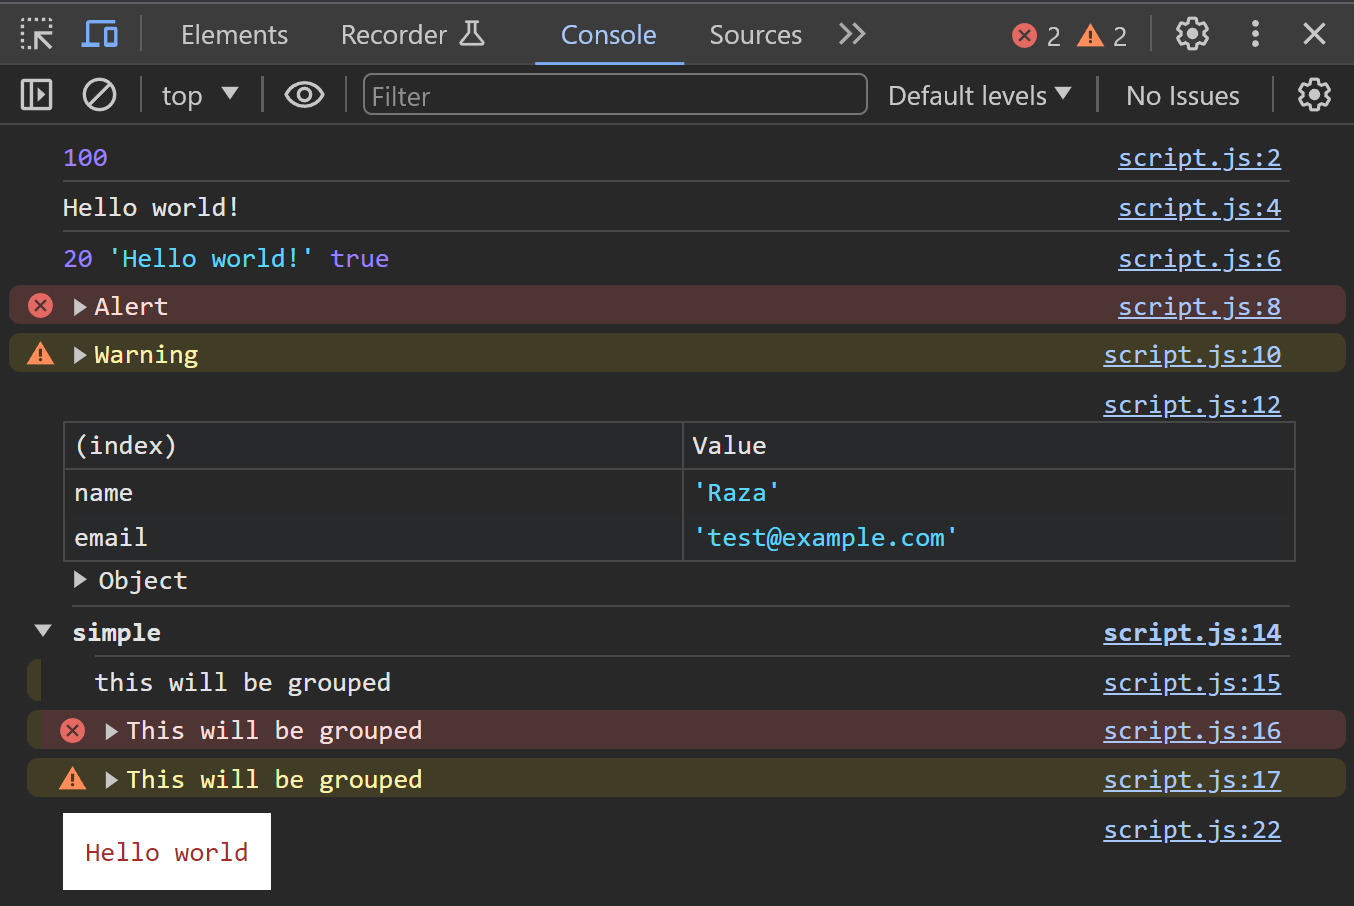 Elements Recorder Console Sources 2 2
top Filter Default levels No Issues
100 script.js:2
Hello world! script.js:4
20 'Hello world!' true script.js:6
Alert script.js:8
Warning script.js:10
script.js:12
(index) Value
name 'Raza'
email 'test@example.com'
Object
simple script.js:14
this will be grouped script.js:15
This will be grouped script.js:16
This will be grouped script.js:17
script.js:22
Hello world